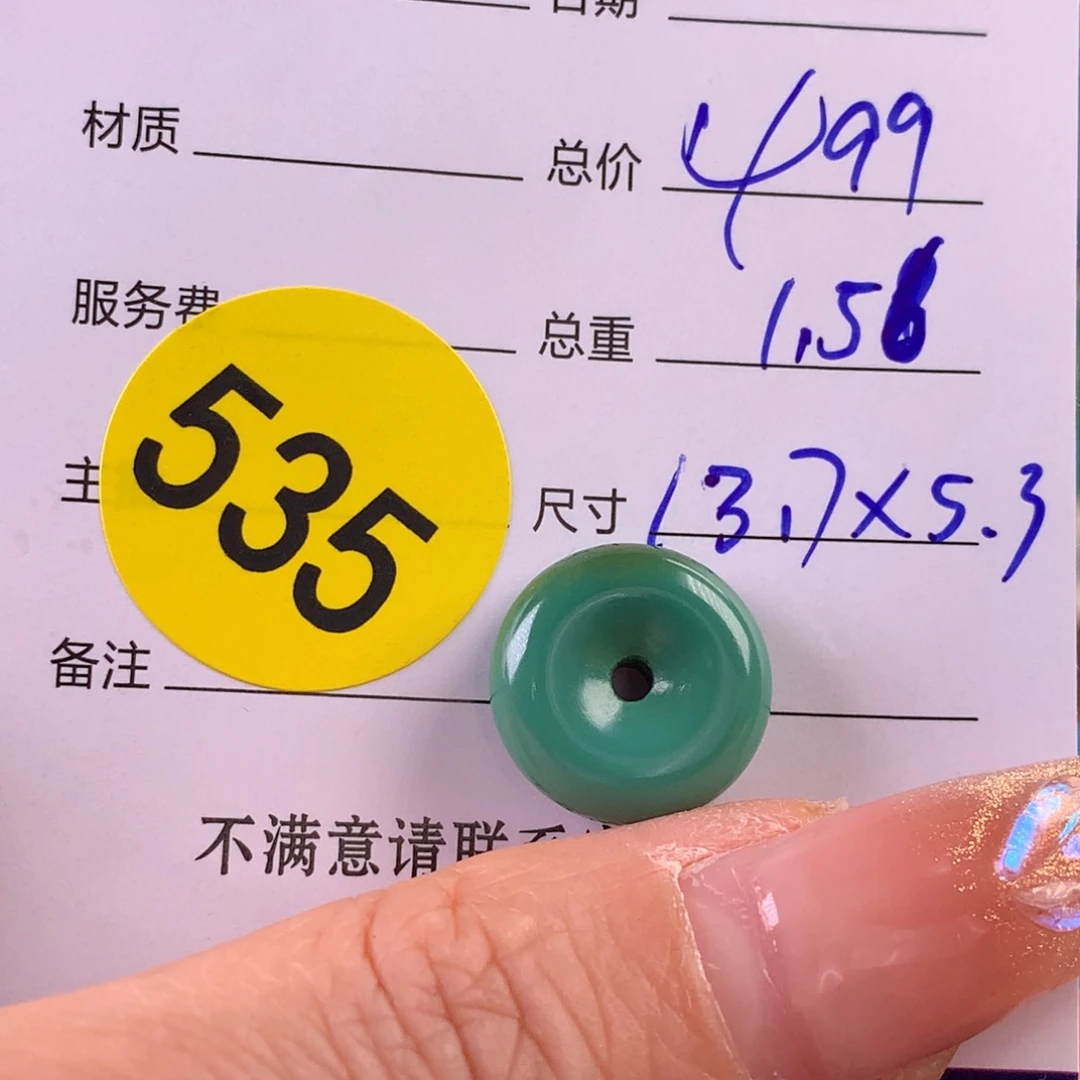 日期
材质 总价 499
服务费 总重 1.56
主 尺寸 13.7×5.3
535
备注
不满意请联系